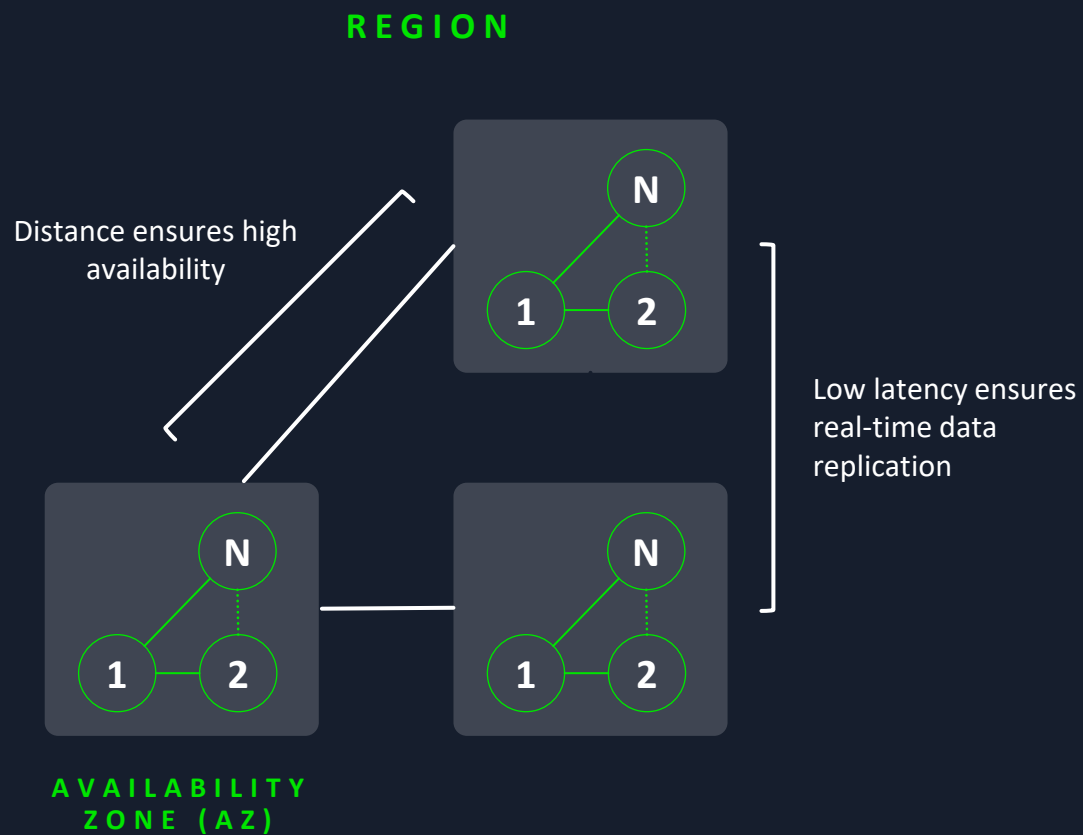 REGION
N
1
2
Distance ensures high
availability
Low latency ensures
real-time data
replication
N
1
2
N
1
2
AVAILABILITY
ZONE (AZ)